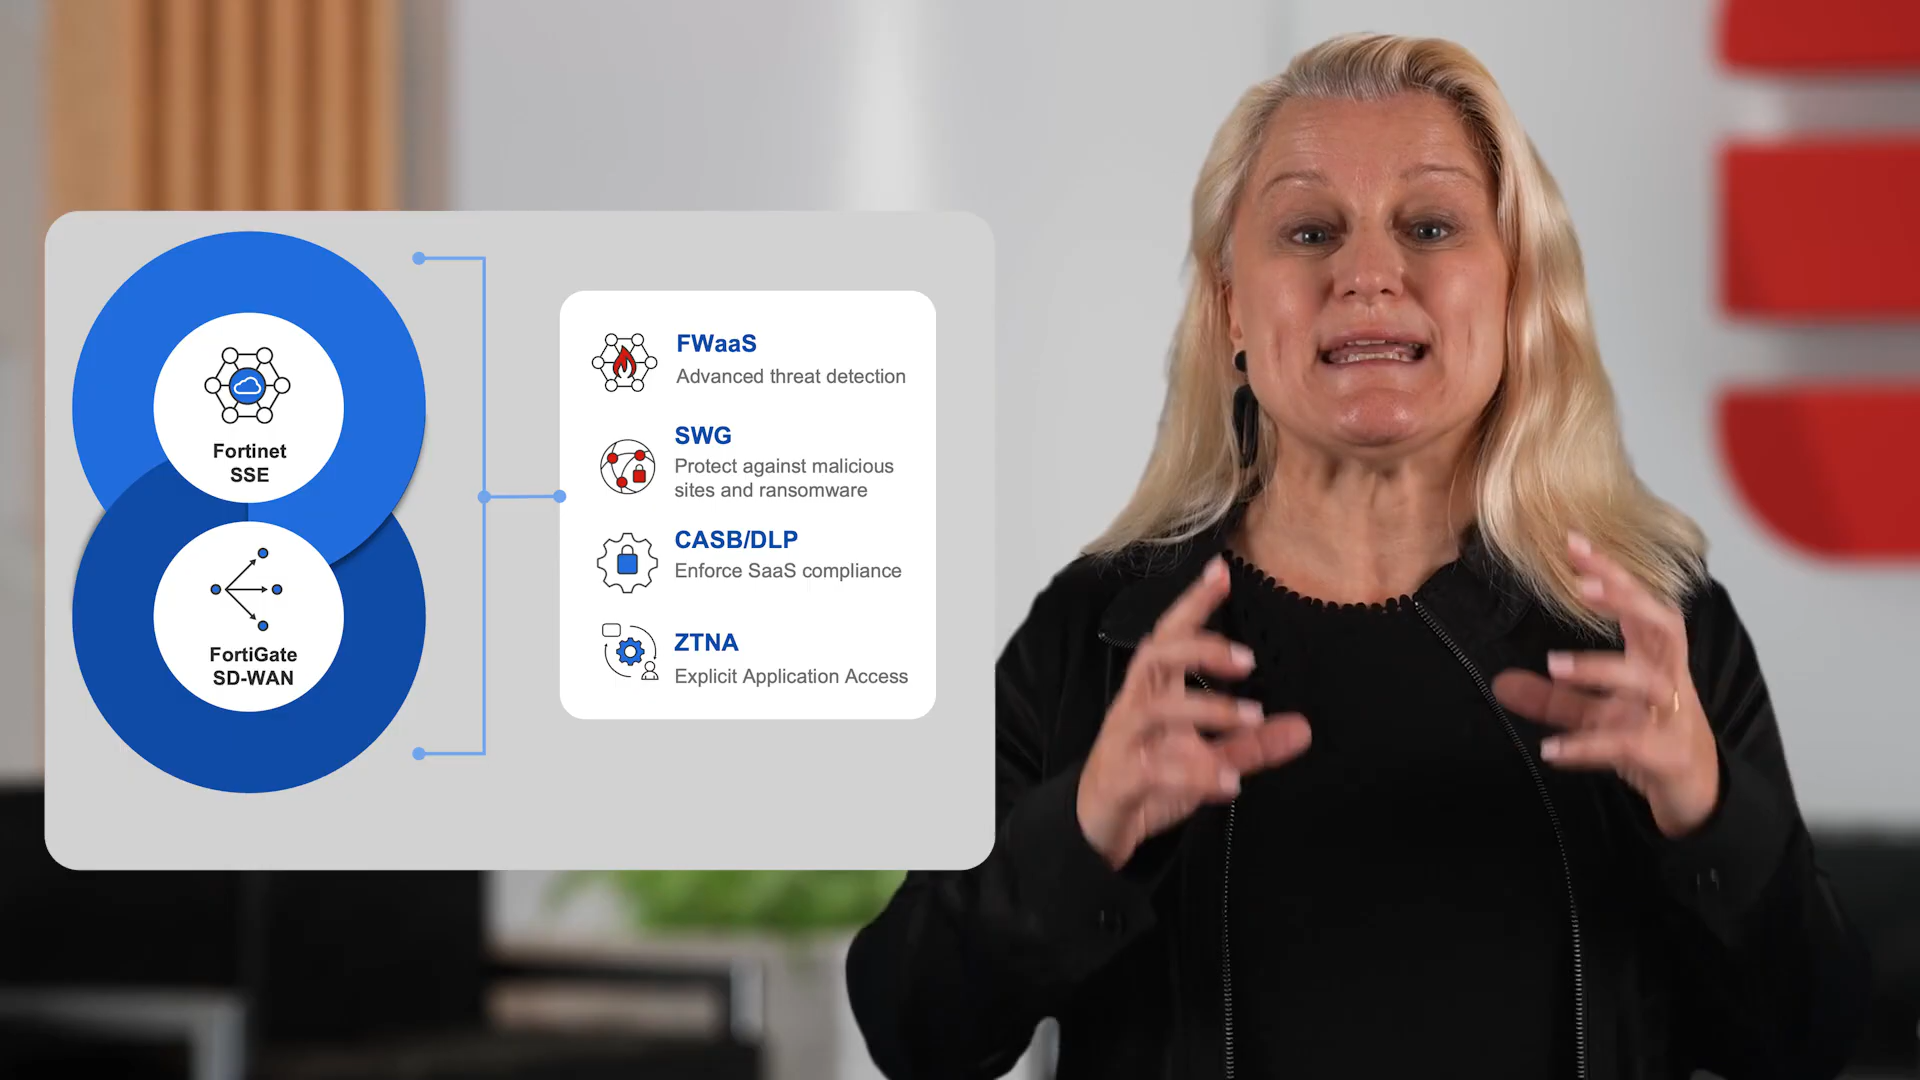 Fortinet
SSE
FortiGate
SD-WAN
FWaaS
Advanced threat detection
SWG
Protect against malicious
sites and ransomware
CASB/DLP
Enforce SaaS compliance
ZTNA
Explicit Application Access